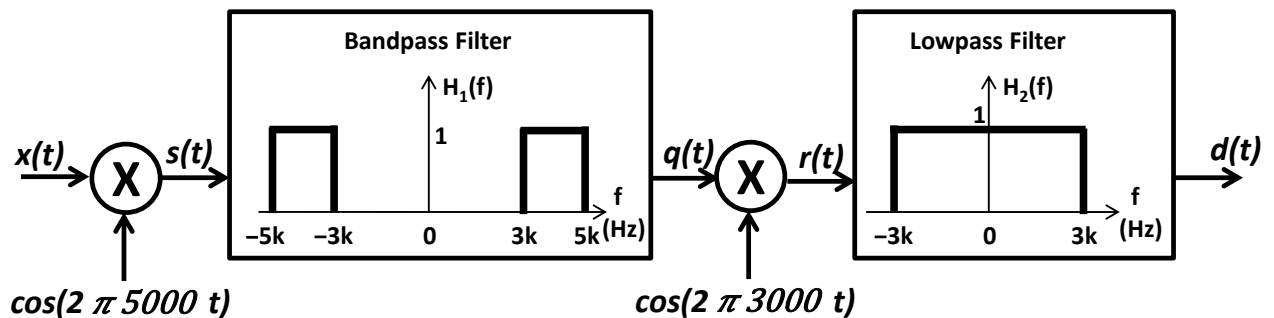 Bandpass Filter
H1(f)
1
–5k –3k 0 3k 5k
f
(Hz)
Lowpass Filter
H2(f)
1
–3k 0 3k
f
(Hz)
x(t)
X
s(t)
q(t)
X
r(t)
d(t)
cos(2 π 5000 t)
cos(2 π 3000 t)